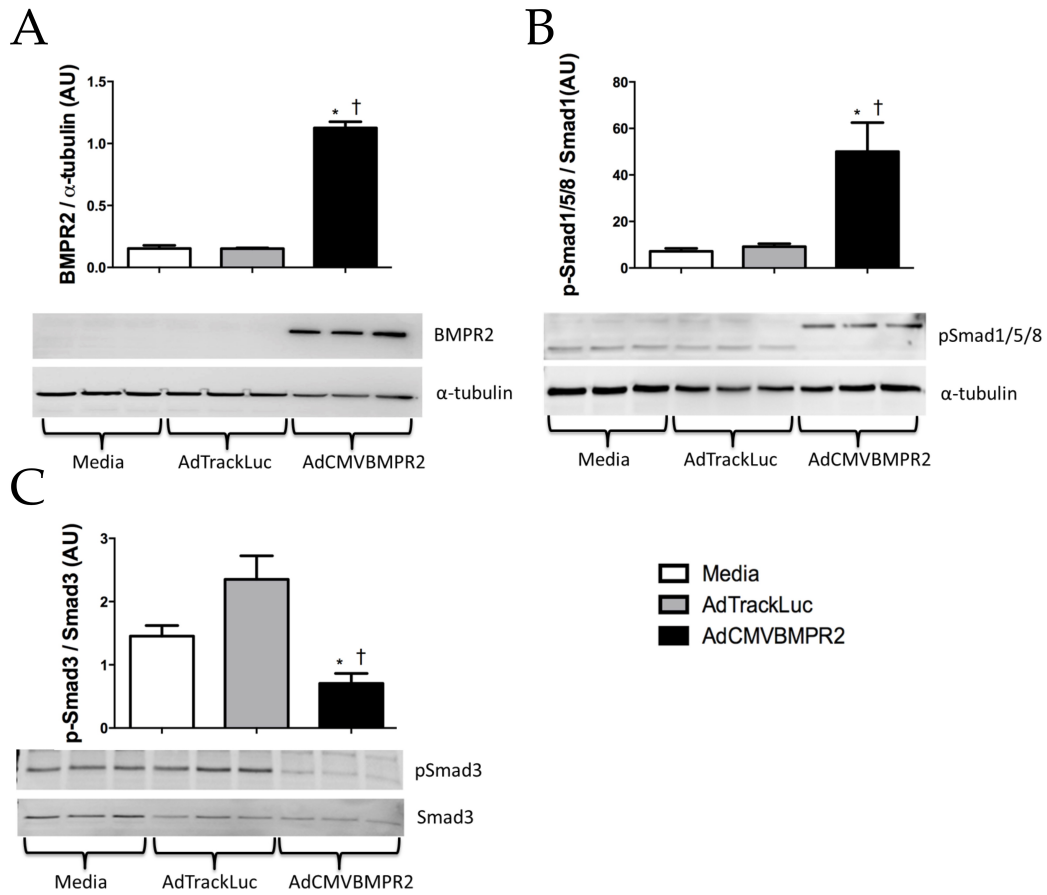 A
BMPR2 / α-tubulin (AU)
1.5
1.0
0.5
0.0
* †
BMPR2
α-tubulin
Media AdTrackLuc AdCMVBMPR2
B
p-Smad1/5/8 / Smad1(AU)
80
60
40
20
0
* †
pSmad1/5/8
α-tubulin
Media AdTrackLuc AdCMVBMPR2
C
p-Smad3 / Smad3 (AU)
3
2
1
0
* †
pSmad3
Smad3
Media AdTrackLuc AdCMVBMPR2
Media
AdTrackLuc
AdCMVBMPR2